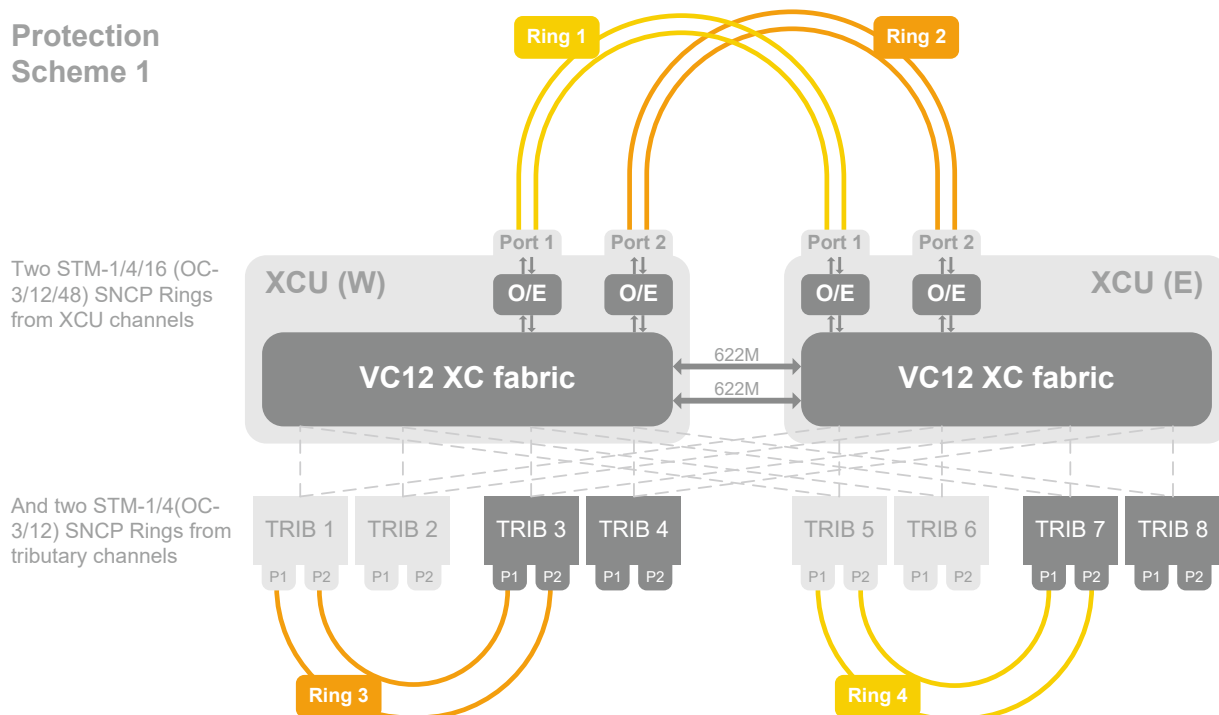 Protection
Scheme 1
Ring 1
Ring 2
Port 1
Port 2
Port 1
Port 2
Two STM-1/4/16 (OC-
3/12/48) SNCP Rings
from XCU channels
XCU (W)
O/E
O/E
O/E
O/E
XCU (E)
VC12 XC fabric
622M
622M
VC12 XC fabric
And two STM-1/4(OC-
3/12) SNCP Rings from
tributary channels
TRIB 1
TRIB 2
TRIB 3
TRIB 4
TRIB 5
TRIB 6
TRIB 7
TRIB 8
P1
P2
P1
P2
P1
P2
P1
P2
P1
P2
P1
P2
P1
P2
P1
P2
Ring 3
Ring 4